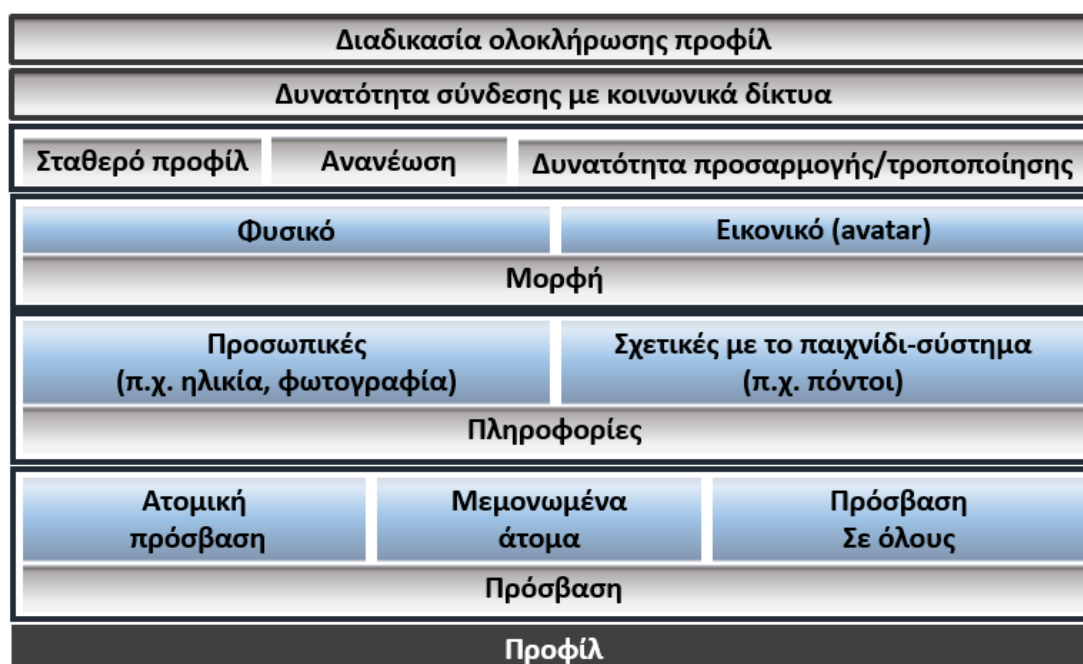 Διαδικασία ολοκλήρωσης προφίλ
Δυνατότητα σύνδεσης με κοινωνικά δίκτυα
Σταθερό προφίλ
Ανανέωση
Δυνατότητα προσαρμογής/τροποποίησης
Φυσικό
Εικονικό (avatar)
Μορφή
Προσωπικές
(π.χ. ηλικία, φωτογραφία)
Σχετικές με το παιχνίδι-σύστημα
(π.χ. πόντοι)
Πληροφορίες
Ατομική
πρόσβαση
Μεμονωμένα
άτομα
Πρόσβαση
Σε όλους
Πρόσβαση
Προφίλ